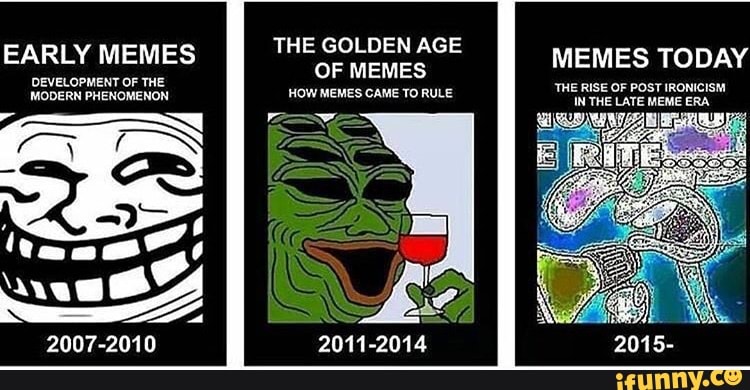 EARLY MEMES
DEVELOPMENT OF THE
MODERN PHENOMENON
2007-2010
THE GOLDEN AGE
OF MEMES
HOW MEMES CAME TO RULE
2011-2014
MEMES TODAY
THE RISE OF POST IRONICISM
IN THE LATE MEME ERA
E RITE
2015-
ifunny.co